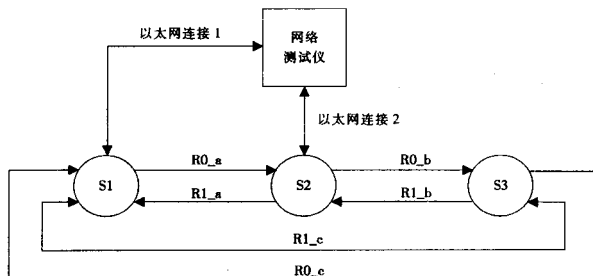 以太网连接 1
网络
测试仪
以太网连接 2
R0_a
R0_b
S1
S2
S3
R1_a
R1_b
R1_c
R0_c